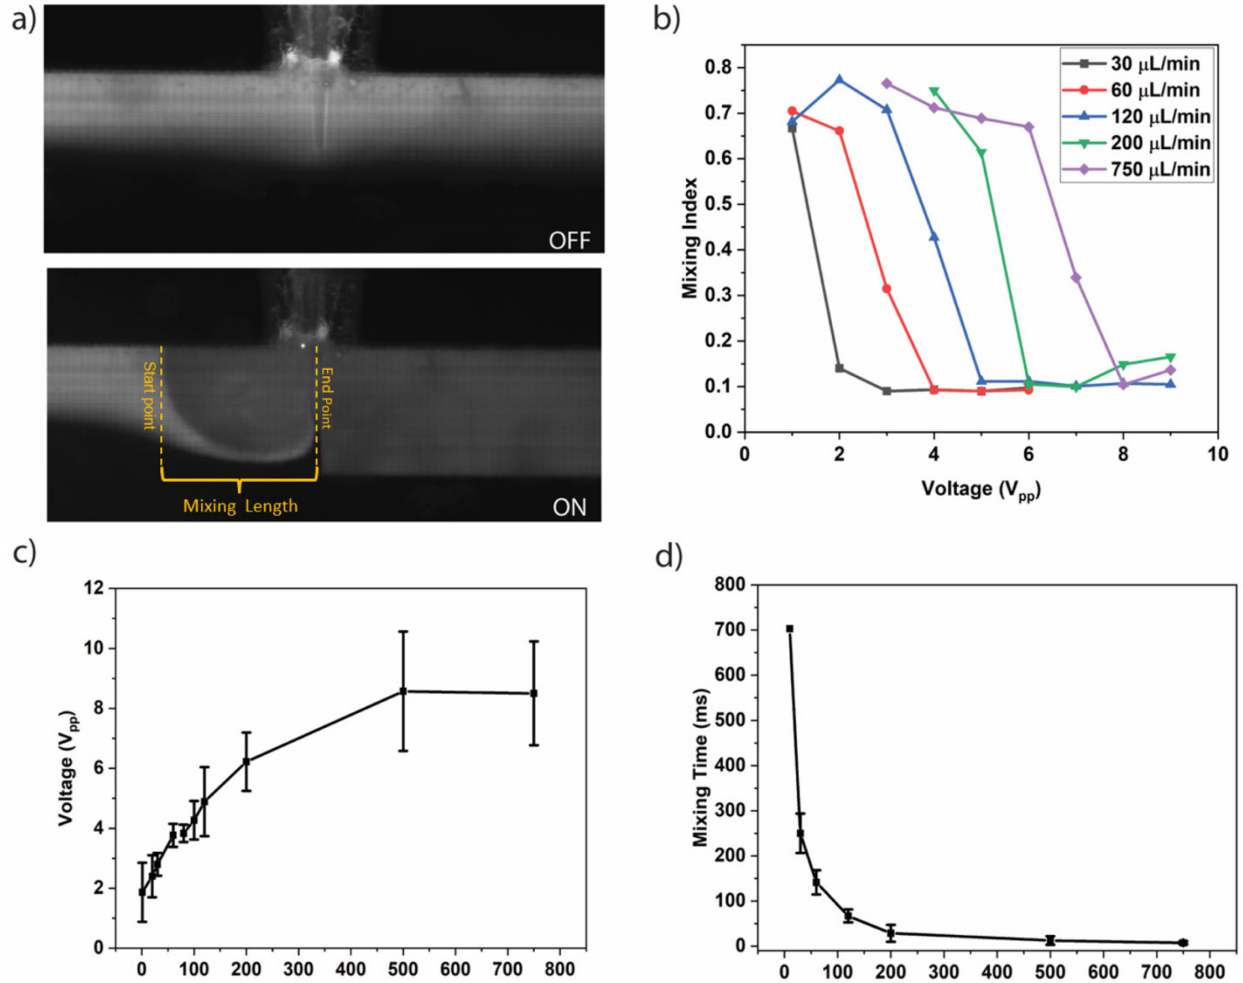 a)
OFF
Start point
End Point
Mixing Length
ON
b)
Mixing Index
0.8
0.7
0.6
0.5
0.4
0.3
0.2
0.1
0.0
0 2 4 6 8 10
Voltage (Vpp)
30 μL/min
60 μL/min
120 μL/min
200 μL/min
750 μL/min
c)
Voltage (Vpp)
12
10
8
6
4
2
0
0 100 200 300 400 500 600 700 800
d)
Mixing Time (ms)
800
700
600
500
400
300
200
100
0
0 100 200 300 400 500 600 700 800